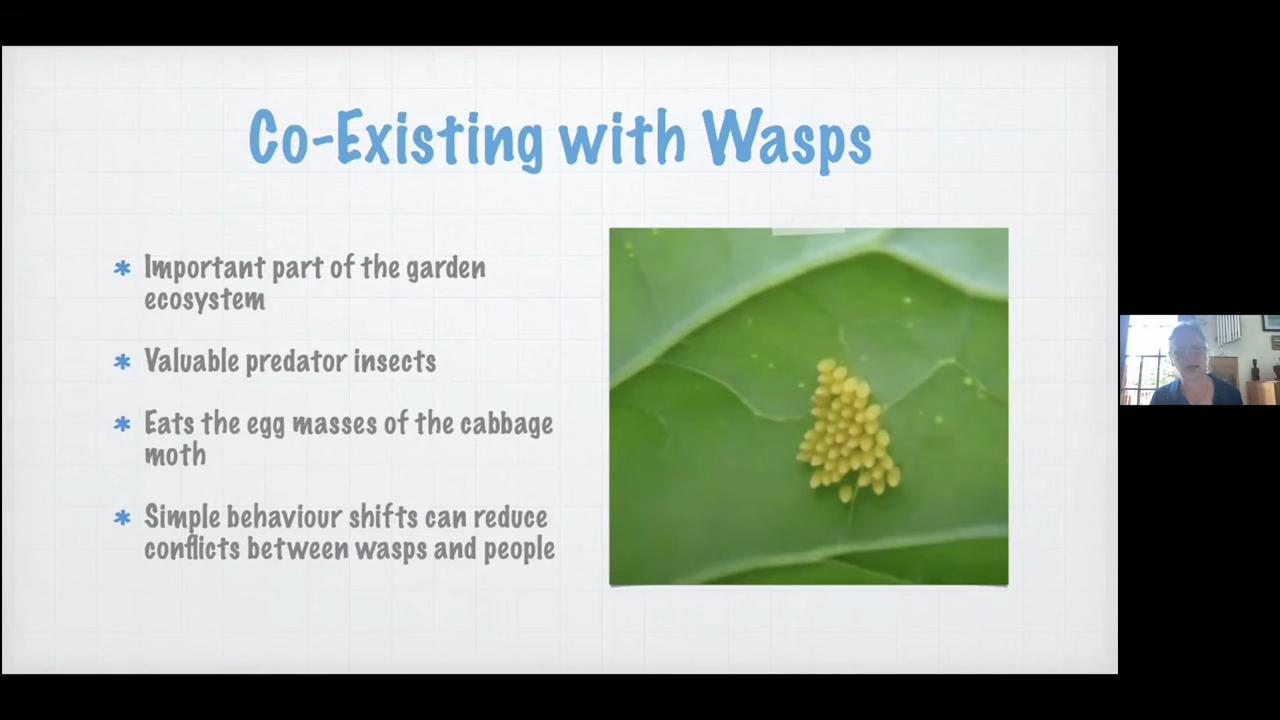 Co-Existing with Wasps
* Important part of the garden
ecosystem
* Valuable predator insects
* Eats the egg masses of the cabbage
moth
* Simple behaviour shifts can reduce
conflicts between wasps and people